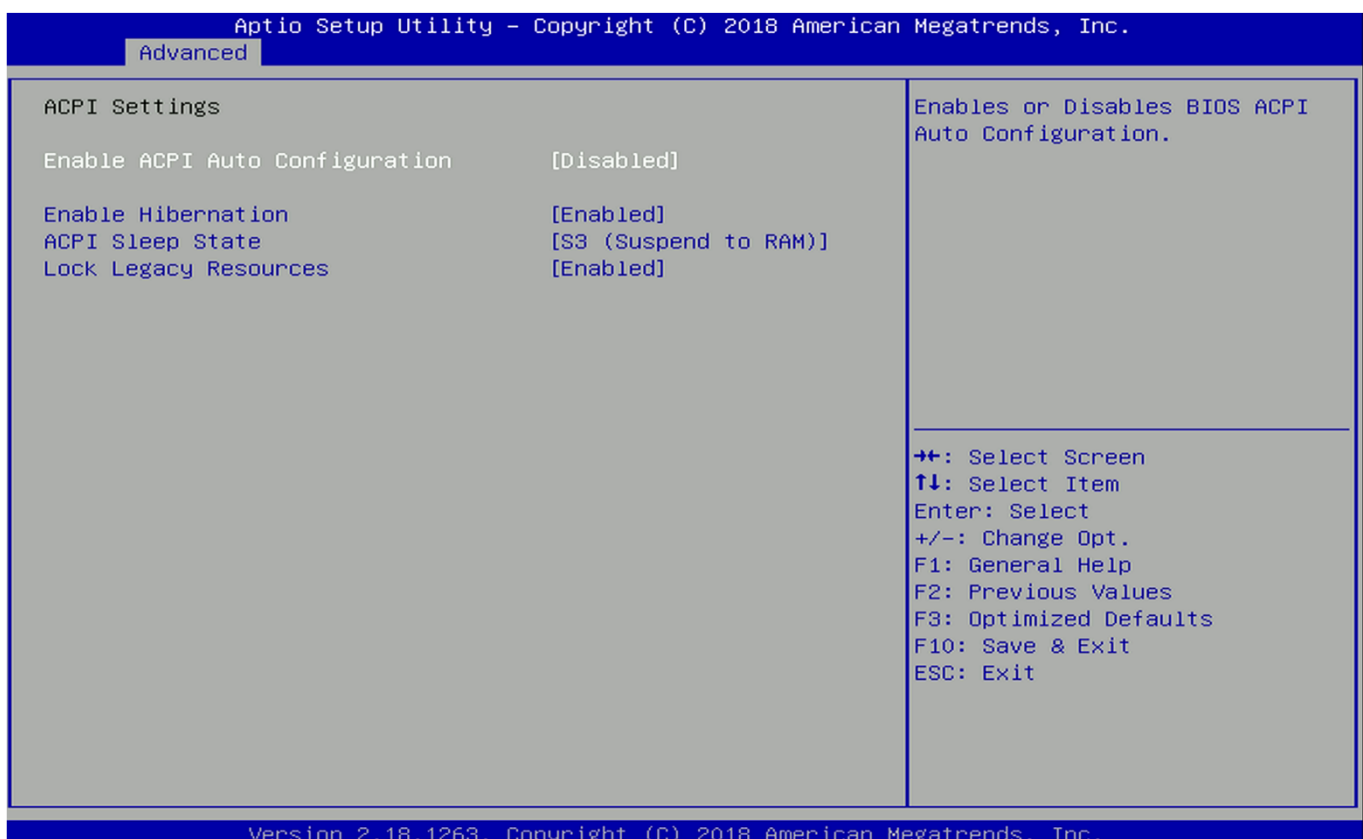 Aptio Setup Utility – Copyright (C) 2018 American Megatrends, Inc.
Advanced
ACPI Settings
Enable ACPI Auto Configuration [Disabled]
Enable Hibernation [Enabled]
ACPI Sleep State [S3 (Suspend to RAM)]
Lock Legacy Resources [Enabled]
Enables or Disables BIOS ACPI
Auto Configuration.
→←: Select Screen
↑↓: Select Item
Enter: Select
+/-: Change Opt.
F1: General Help
F2: Previous Values
F3: Optimized Defaults
F10: Save & Exit
ESC: Exit
Version 2.18.1263. Copyright (C) 2018 American Megatrends, Inc.